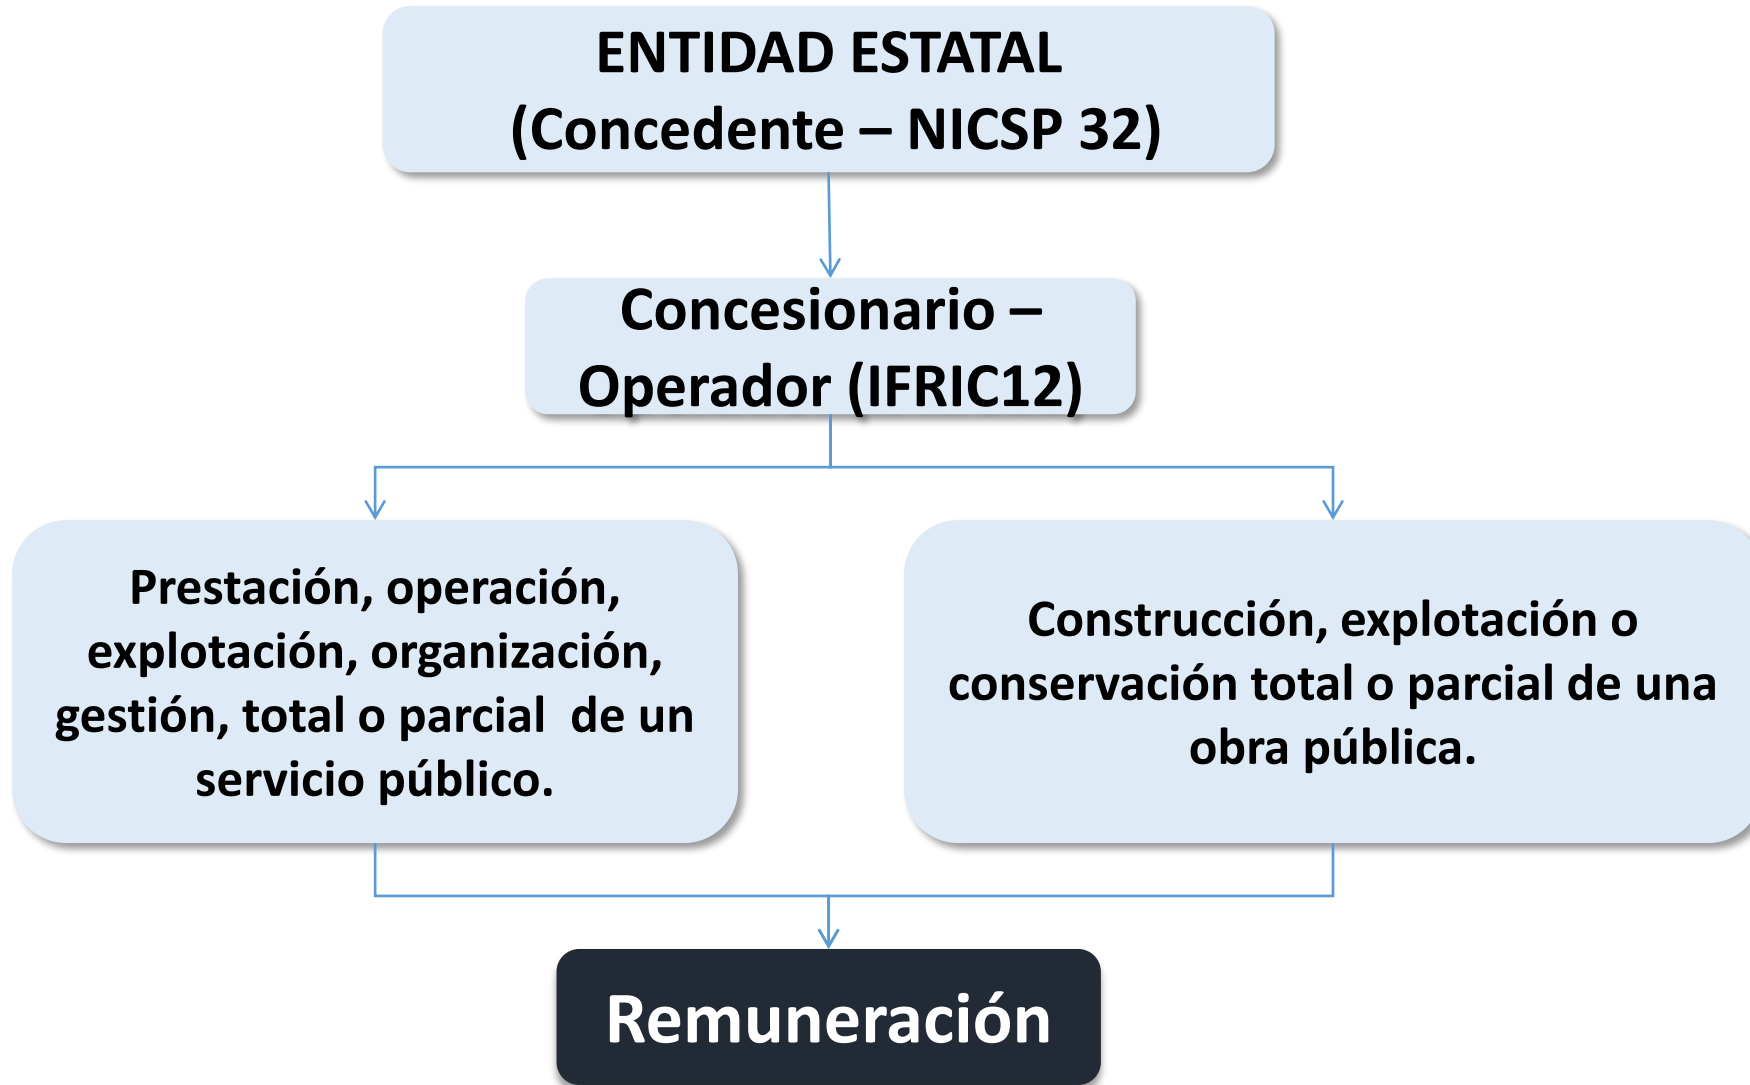 ENTIDAD ESTATAL
(Concedente – NICSP 32)
Concesionario –
Operador (IFRIC12)
Prestación, operación,
explotación, organización,
gestión, total o parcial  de un
servicio público.
Construcción, explotación o
conservación total o parcial de una
obra pública.
Remuneración